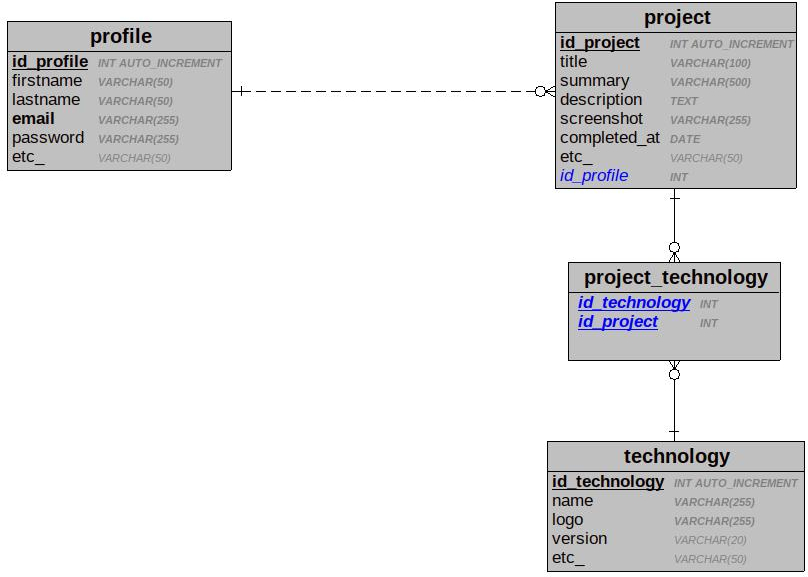 profile
id_profile INT AUTO_INCREMENT
firstname VARCHAR(50)
lastname VARCHAR(50)
email VARCHAR(255)
password VARCHAR(255)
etc_ VARCHAR(50)
project
id_project INT AUTO_INCREMENT
title VARCHAR(100)
summary VARCHAR(500)
description TEXT
screenshot VARCHAR(255)
completed_at DATE
etc_ VARCHAR(50)
id_profile INT
project_technology
id_technology INT
id_project INT
technology
id_technology INT AUTO_INCREMENT
name VARCHAR(255)
logo VARCHAR(255)
version VARCHAR(20)
etc_ VARCHAR(50)